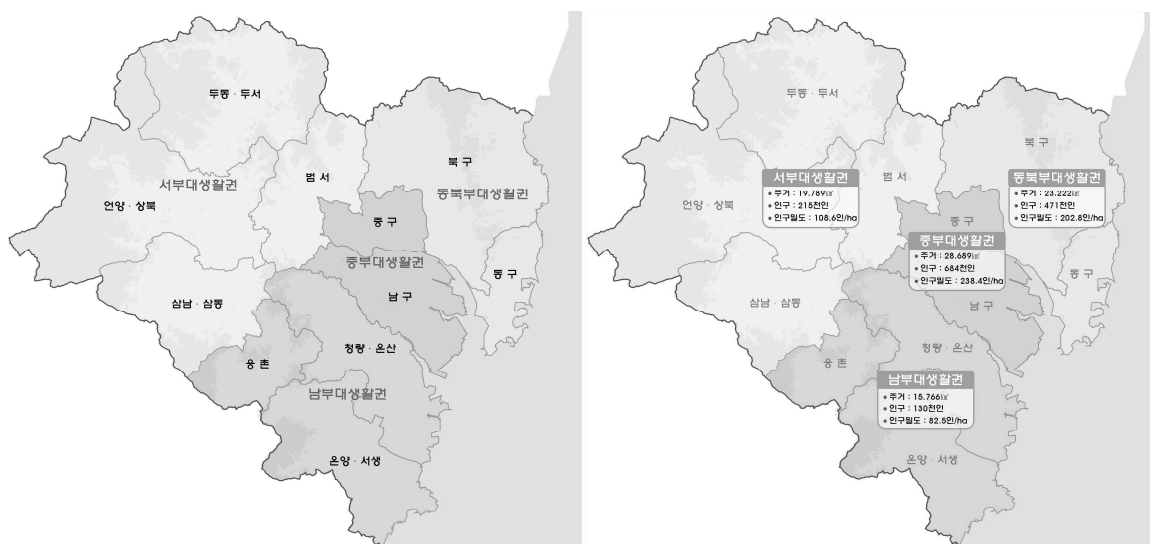 두동 · 두서
북 구
범 서
서부대생활권
동북부대생활권
언양 · 상북
중 구
중부대생활권
동 구
남 구
삼남 · 삼동
청량 · 온산
웅 촌
남부대생활권
온양 · 서생
두동 · 두서
북 구
범 서
서부대생활권
주거 : 19.789㎢
인구 : 215천인
인구밀도 : 108.6인/ha
동북부대생활권
주거 : 23.222㎢
인구 : 471천인
인구밀도 : 202.8인/ha
언양 · 상북
중 구
중부대생활권
주거 : 28.689㎢
인구 : 684천인
인구밀도 : 238.4인/ha
동 구
삼남 · 삼동
남 구
청량 · 온산
웅 촌
남부대생활권
주거 : 15.766㎢
인구 : 130천인
인구밀도 : 82.5인/ha
온양 · 서생